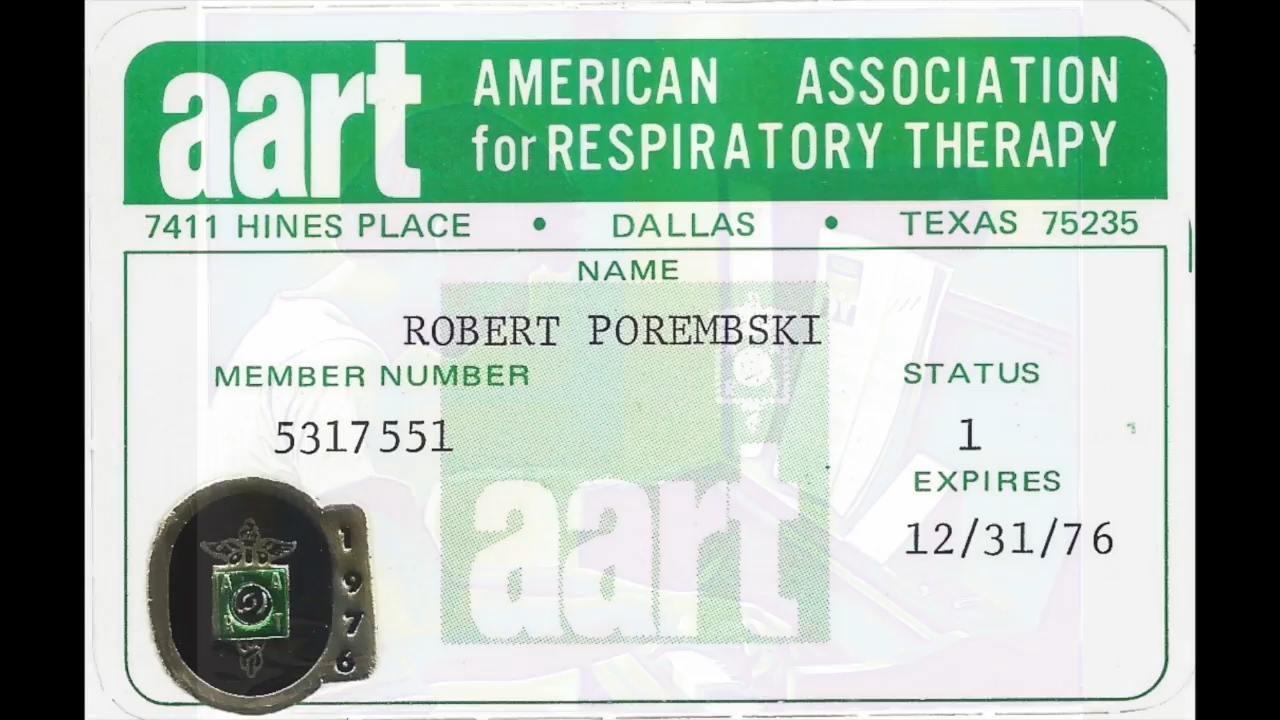 aart AMERICAN ASSOCIATION
for RESPIRATORY THERAPY
7411 HINES PLACE • DALLAS • TEXAS 75235
NAME
ROBERT POREMBSKI
MEMBER NUMBER STATUS
5317551 1
EXPIRES
12/31/76
aart
A A
A T
1976